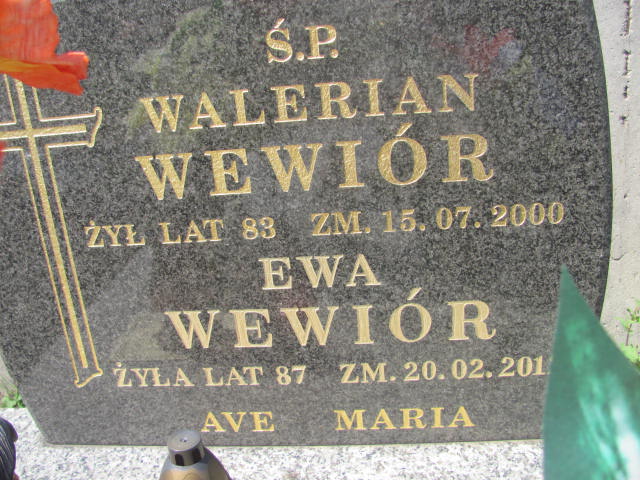 Ś.P.
WALERIAN
WEWIÓR
ŻYŁ LAT 83 ZM. 15.07.2000
EWA
WEWIÓR
ŻYŁA LAT 87 ZM. 20.02.201
AVE MARIA